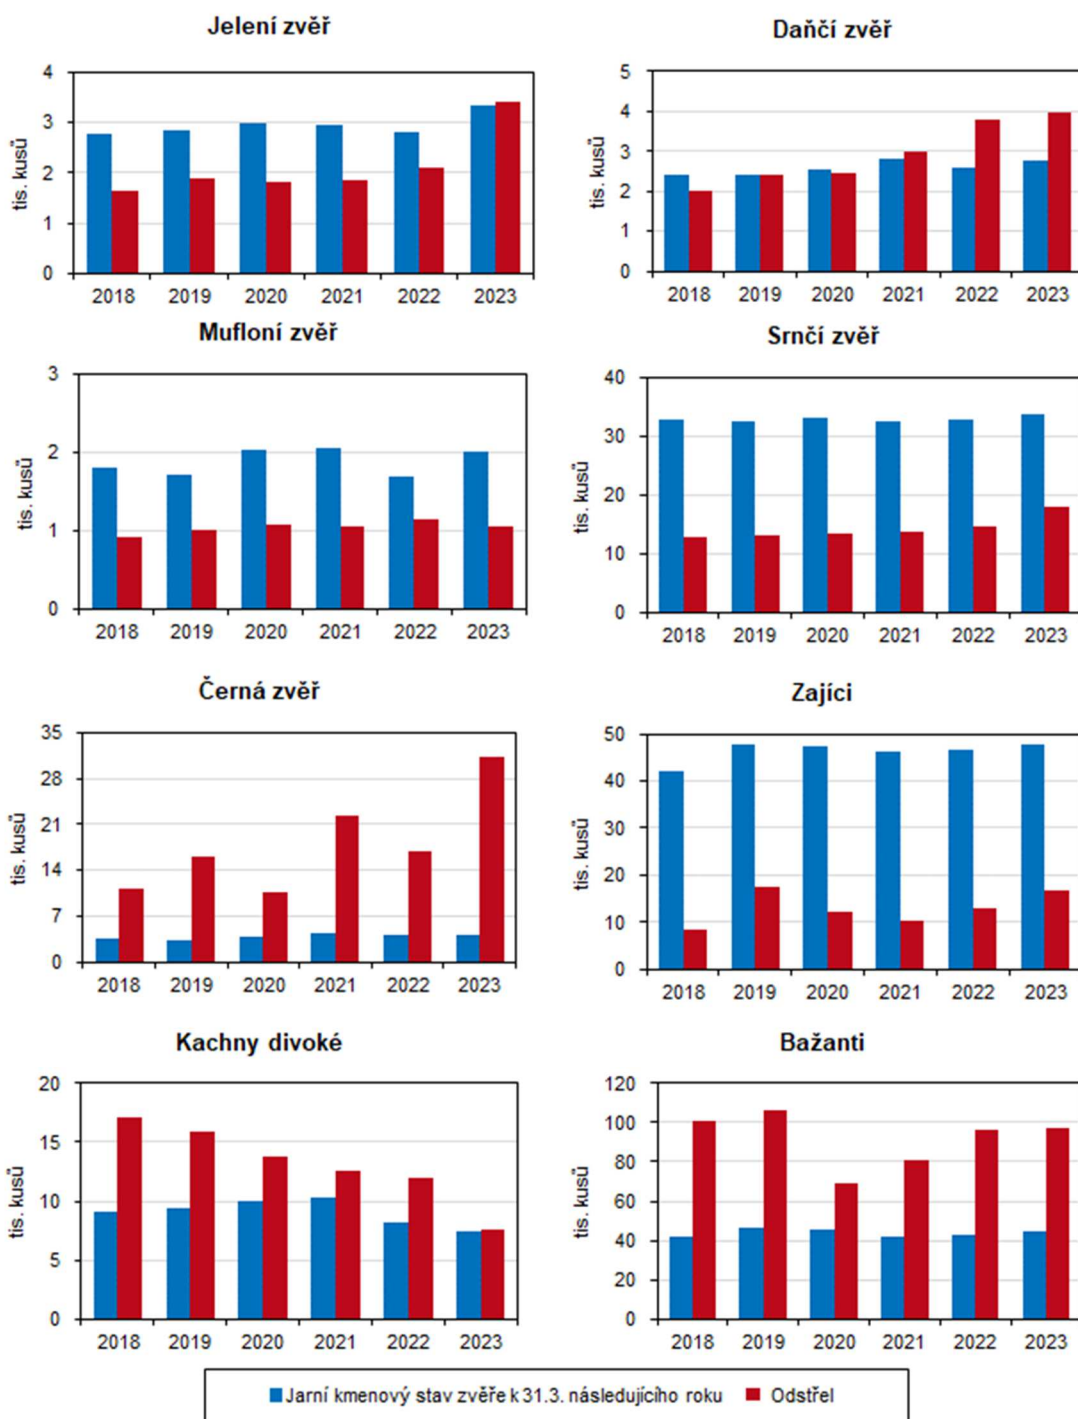 Jelení zvěř
4
3
2
1
0
tis. kusů
2018 2019 2020 2021 2022 2023
Daňčí zvěř
5
4
3
2
1
0
tis. kusů
2018 2019 2020 2021 2022 2023
Mufloní zvěř
3
2
1
0
tis. kusů
2018 2019 2020 2021 2022 2023
Srnčí zvěř
40
30
20
10
0
tis. kusů
2018 2019 2020 2021 2022 2023
Černá zvěř
35
28
21
14
7
0
tis. kusů
2018 2019 2020 2021 2022 2023
Zajíci
50
40
30
20
10
0
tis. kusů
2018 2019 2020 2021 2022 2023
Kachny divoké
20
15
10
5
0
tis. kusů
2018 2019 2020 2021 2022 2023
Bažanti
120
100
80
60
40
20
0
tis. kusů
2018 2019 2020 2021 2022 2023
Jarní kmenový stav zvěře k 31.3. následujícího roku Odstřel